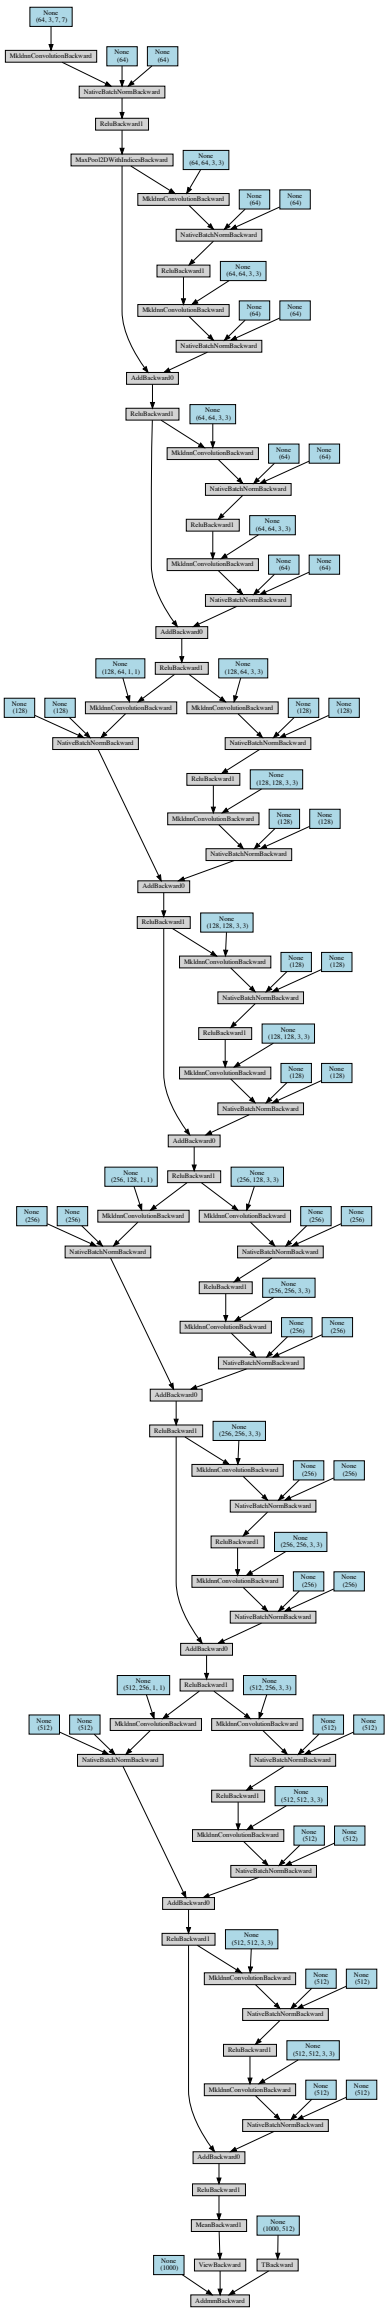 None
(64, 3, 7, 7)
MkldnnConvolutionBackward
None
(64)
None
(64)
NativeBatchNormBackward
ReluBackward1
MaxPool2DWithIndicesBackward
None
(64, 64, 3, 3)
MkldnnConvolutionBackward
None
(64)
None
(64)
NativeBatchNormBackward
ReluBackward1
None
(64, 64, 3, 3)
MkldnnConvolutionBackward
None
(64)
None
(64)
NativeBatchNormBackward
AddBackward0
ReluBackward1
None
(64, 64, 3, 3)
MkldnnConvolutionBackward
None
(64)
None
(64)
NativeBatchNormBackward
ReluBackward1
None
(64, 64, 3, 3)
MkldnnConvolutionBackward
None
(64)
None
(64)
NativeBatchNormBackward
AddBackward0
None
(128, 64, 1, 1)
ReluBackward1
None
(128, 64, 3, 3)
None
(128)
None
(128)
MkldnnConvolutionBackward
MkldnnConvolutionBackward
None
(128)
None
(128)
NativeBatchNormBackward
NativeBatchNormBackward
ReluBackward1
None
(128, 128, 3, 3)
MkldnnConvolutionBackward
None
(128)
None
(128)
NativeBatchNormBackward
AddBackward0
ReluBackward1
None
(128, 128, 3, 3)
MkldnnConvolutionBackward
None
(128)
None
(128)
NativeBatchNormBackward
ReluBackward1
None
(128, 128, 3, 3)
MkldnnConvolutionBackward
None
(128)
None
(128)
NativeBatchNormBackward
AddBackward0
None
(256, 128, 1, 1)
ReluBackward1
None
(256, 128, 3, 3)
None
(256)
None
(256)
MkldnnConvolutionBackward
MkldnnConvolutionBackward
None
(256)
None
(256)
NativeBatchNormBackward
NativeBatchNormBackward
ReluBackward1
None
(256, 256, 3, 3)
MkldnnConvolutionBackward
None
(256)
None
(256)
NativeBatchNormBackward
AddBackward0
ReluBackward1
None
(256, 256, 3, 3)
MkldnnConvolutionBackward
None
(256)
None
(256)
NativeBatchNormBackward
ReluBackward1
None
(256, 256, 3, 3)
MkldnnConvolutionBackward
None
(256)
None
(256)
NativeBatchNormBackward
AddBackward0
None
(512, 256, 1, 1)
ReluBackward1
None
(512, 256, 3, 3)
None
(512)
None
(512)
MkldnnConvolutionBackward
MkldnnConvolutionBackward
None
(512)
None
(512)
NativeBatchNormBackward
NativeBatchNormBackward
ReluBackward1
None
(512, 512, 3, 3)
MkldnnConvolutionBackward
None
(512)
None
(512)
NativeBatchNormBackward
AddBackward0
ReluBackward1
None
(512, 512, 3, 3)
MkldnnConvolutionBackward
None
(512)
None
(512)
NativeBatchNormBackward
ReluBackward1
None
(512, 512, 3, 3)
MkldnnConvolutionBackward
None
(512)
None
(512)
NativeBatchNormBackward
AddBackward0
ReluBackward1
MeanBackward1
None
(1000, 512)
None
(1000)
ViewBackward
TBackward
AddmmBackward